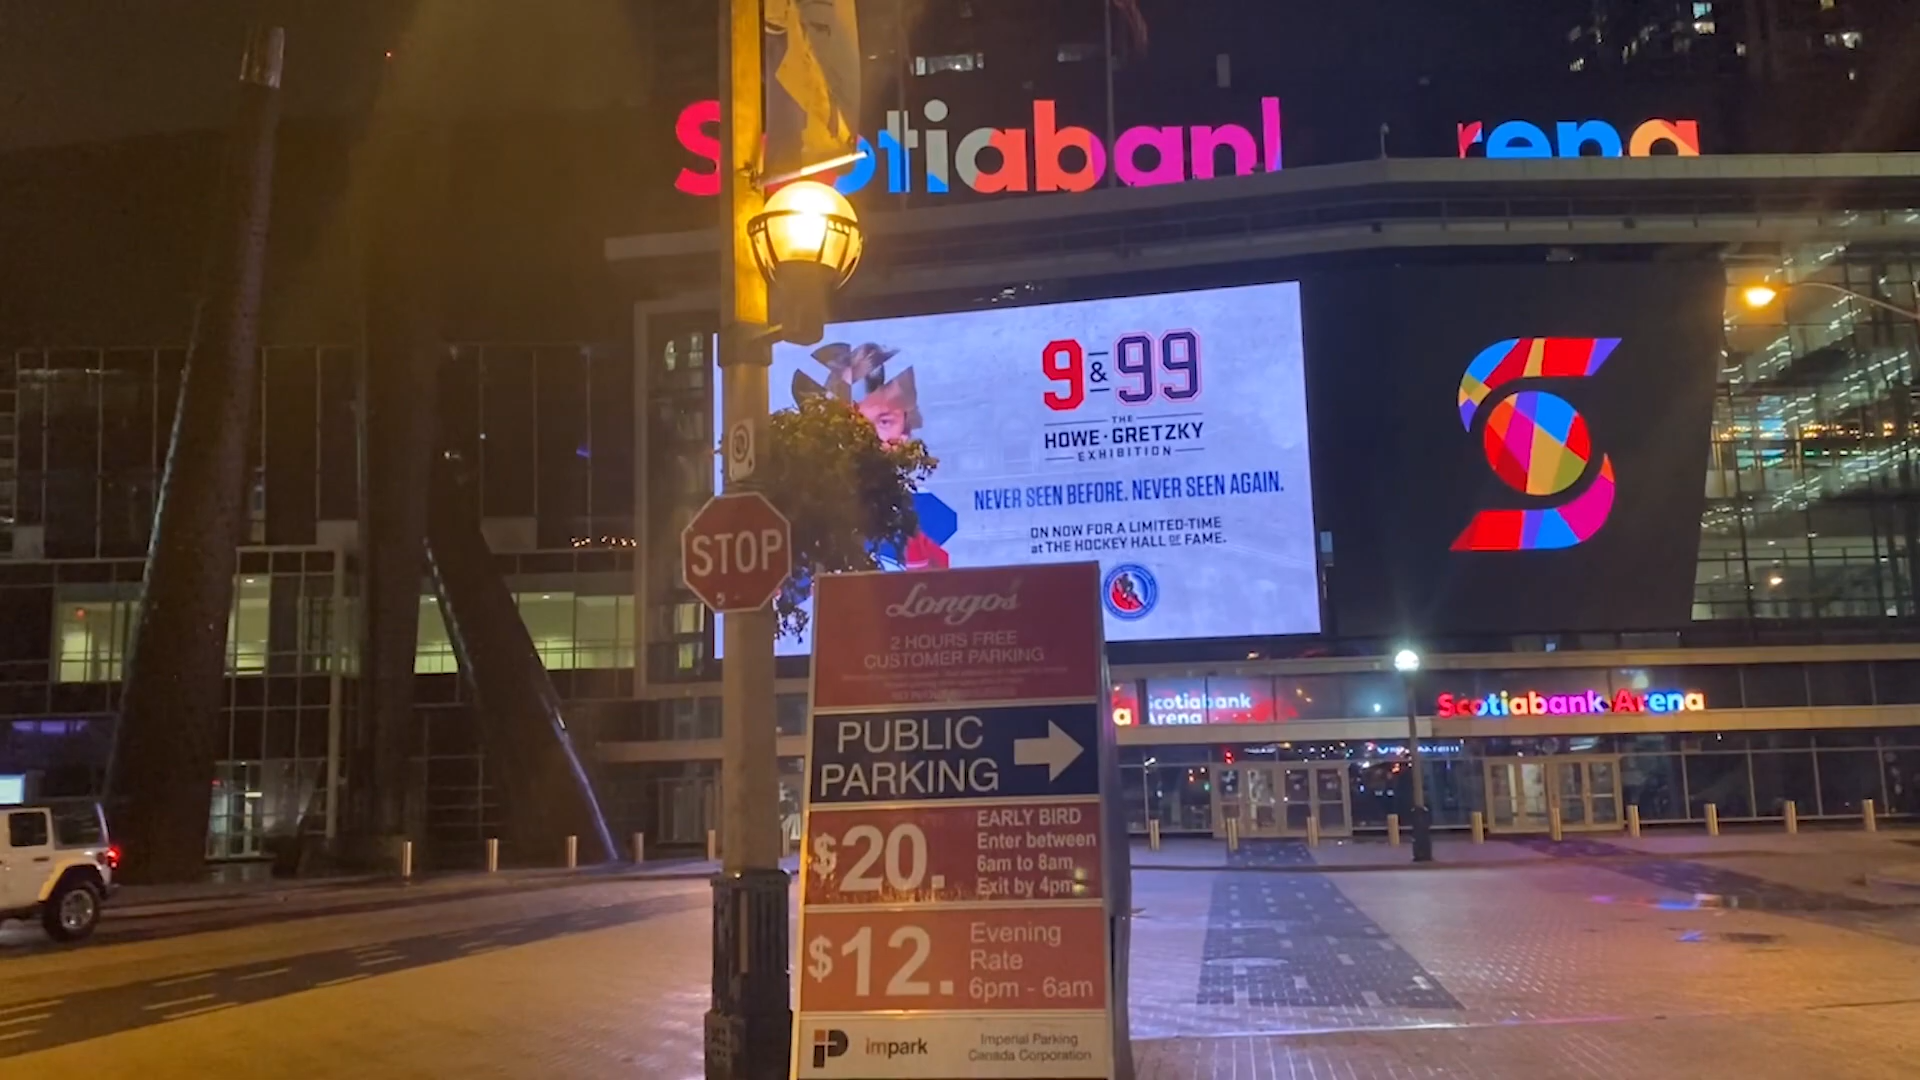 Scotiabank Arena
9 & 99
THE
HOWE · GRETZKY
EXHIBITION
NEVER SEEN BEFORE. NEVER SEEN AGAIN.
ON NOW FOR A LIMITED-TIME
at THE HOCKEY HALL OF FAME.
STOP
Longo's
2 HOURS FREE
CUSTOMER PARKING
PUBLIC
PARKING
$20.
EARLY BIRD
Enter between
6am to 8am
Exit by 4pm
$12.
Evening
Rate
6pm - 6am
impark
Imperial Parking
Canada Corporation
Scotiabank
Arena
Scotiabank Arena